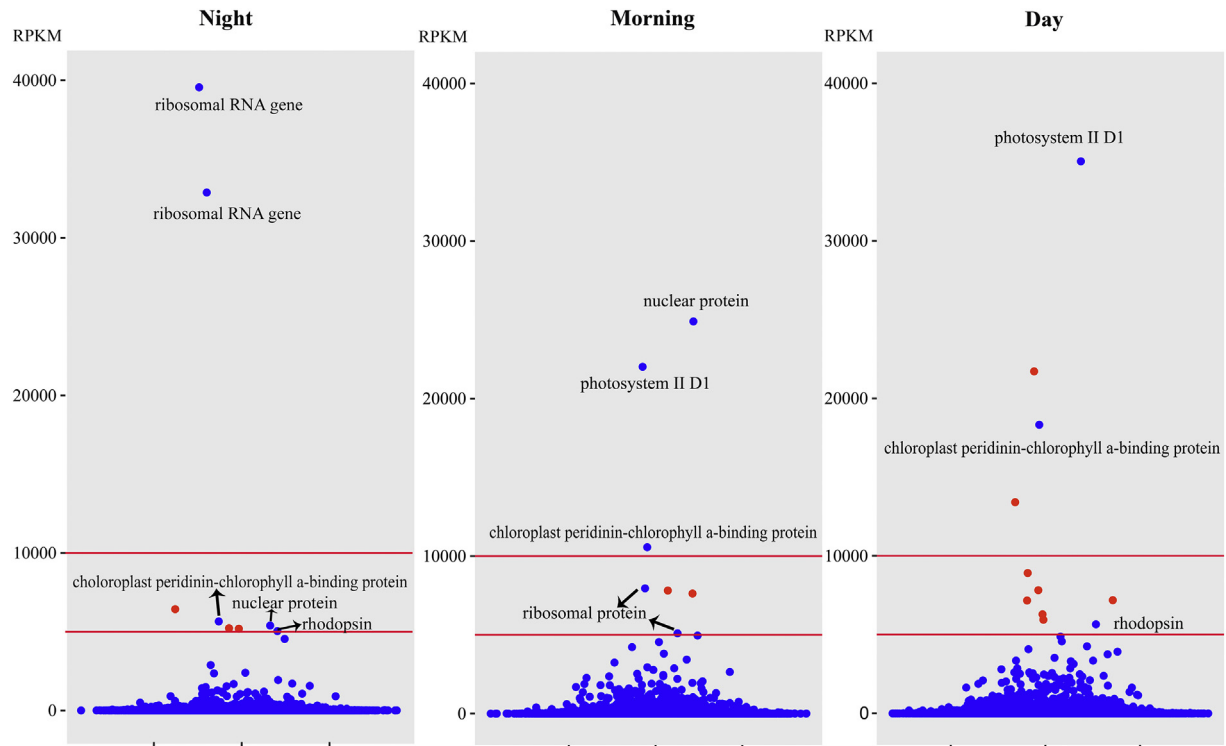 Night
RPKM
40000
ribosomal RNA gene
ribosomal RNA gene
30000
20000
10000
choloroplast peridinin-chlorophyll a-binding protein
nuclear protein
rhodopsin
0
Morning
RPKM
40000
30000
nuclear protein
photosystem II D1
20000
chloroplast peridinin-chlorophyll a-binding protein
10000
ribosomal protein
0
Day
RPKM
40000
photosystem II D1
30000
20000
chloroplast peridinin-chlorophyll a-binding protein
10000
rhodopsin
0